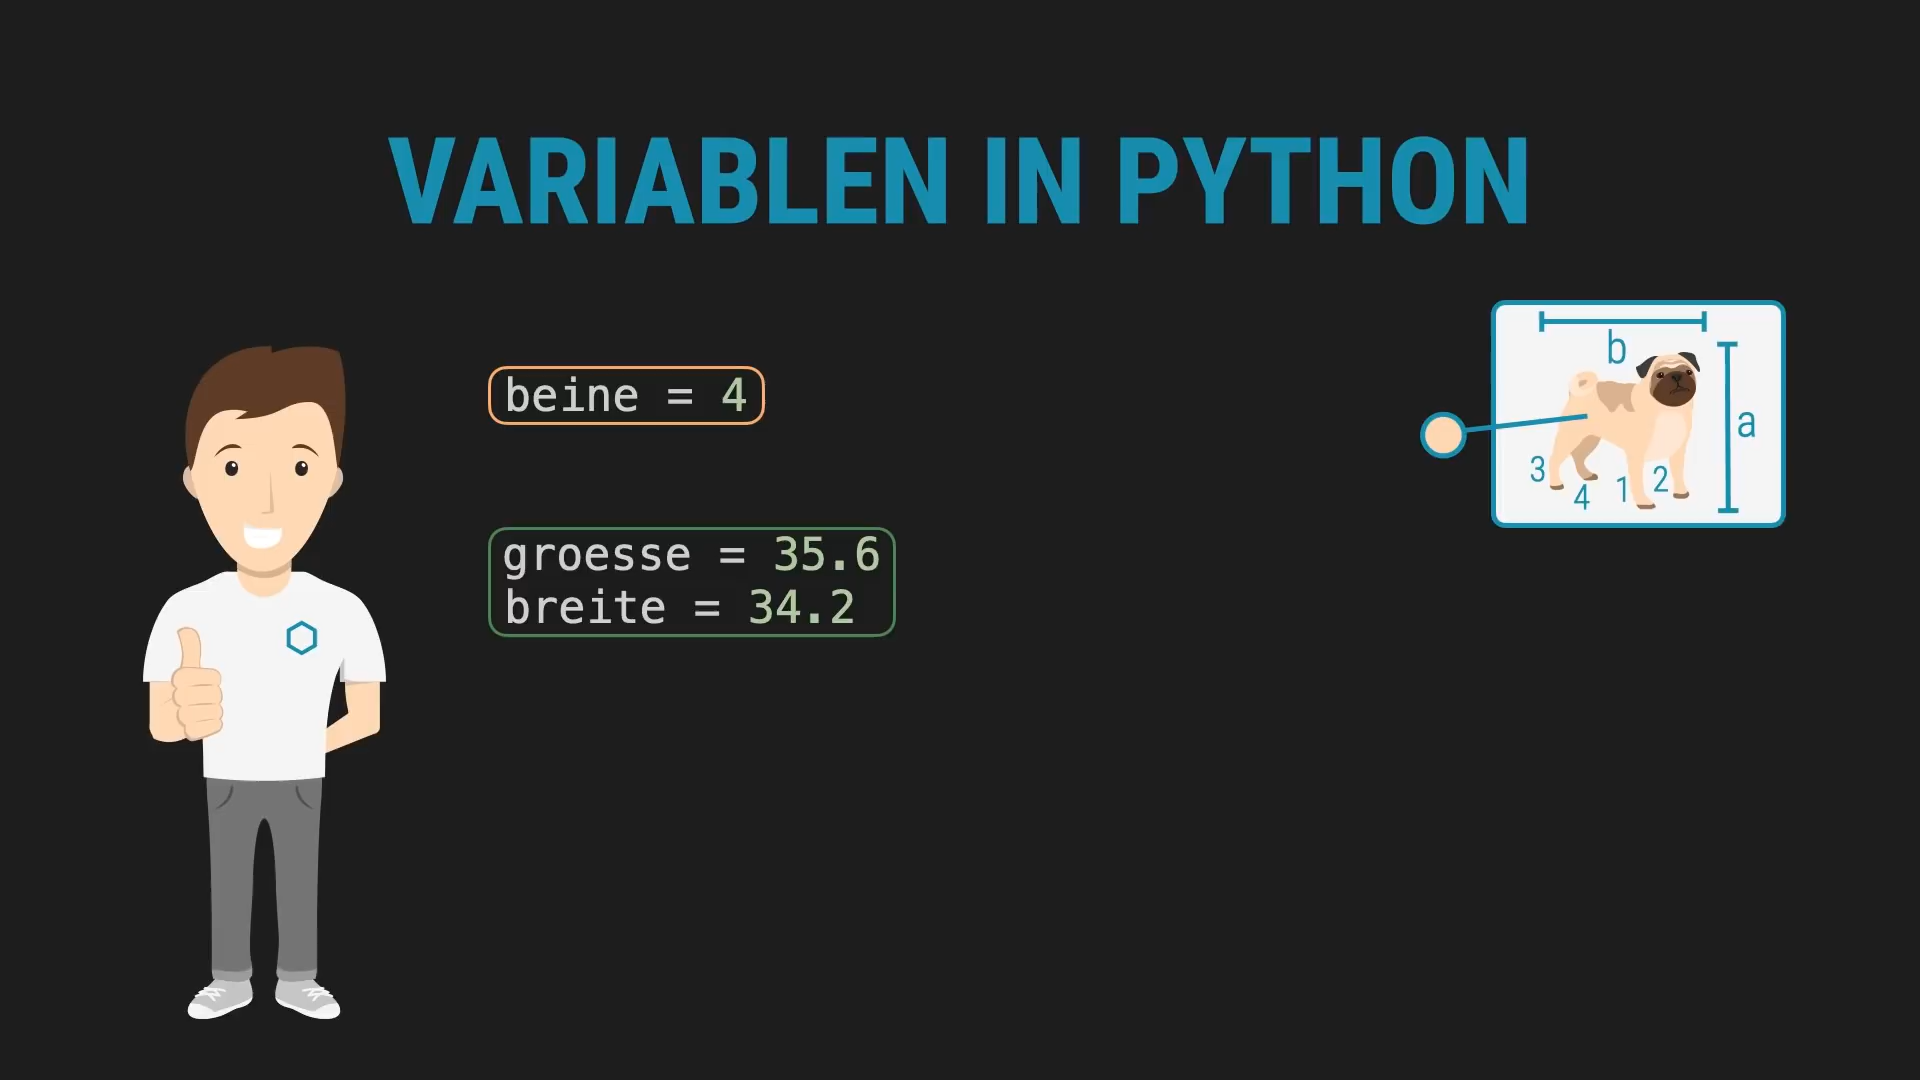 VARIABLEN IN PYTHON
beine = 4
groesse = 35.6
breite = 34.2
b
a
3
4
1
2